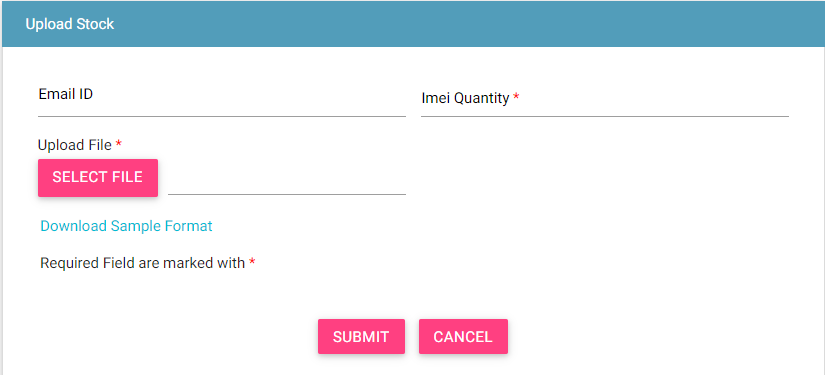 Upload Stock
Email ID
Imei Quantity *
Upload File *
SELECT FILE
Download Sample Format
Required Field are marked with *
SUBMIT CANCEL